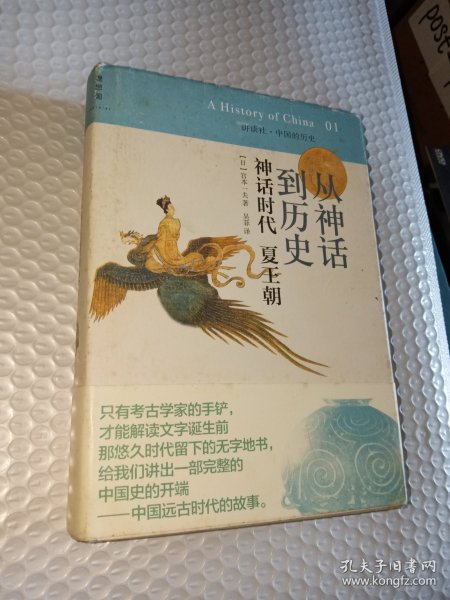 理想国
A History of China 01
讲谈社·中国的历史
从神话
到历史
神话时代 夏王朝
【日】宫本一夫 著 吴菲 译
只有考古学家的手铲，
才能解读文字诞生前
那悠久时代留下的无字地书，
给我们讲出一部完整的
中国史的开端
——中国远古时代的故事。
post
孔夫子旧书网
www.kongfz.com